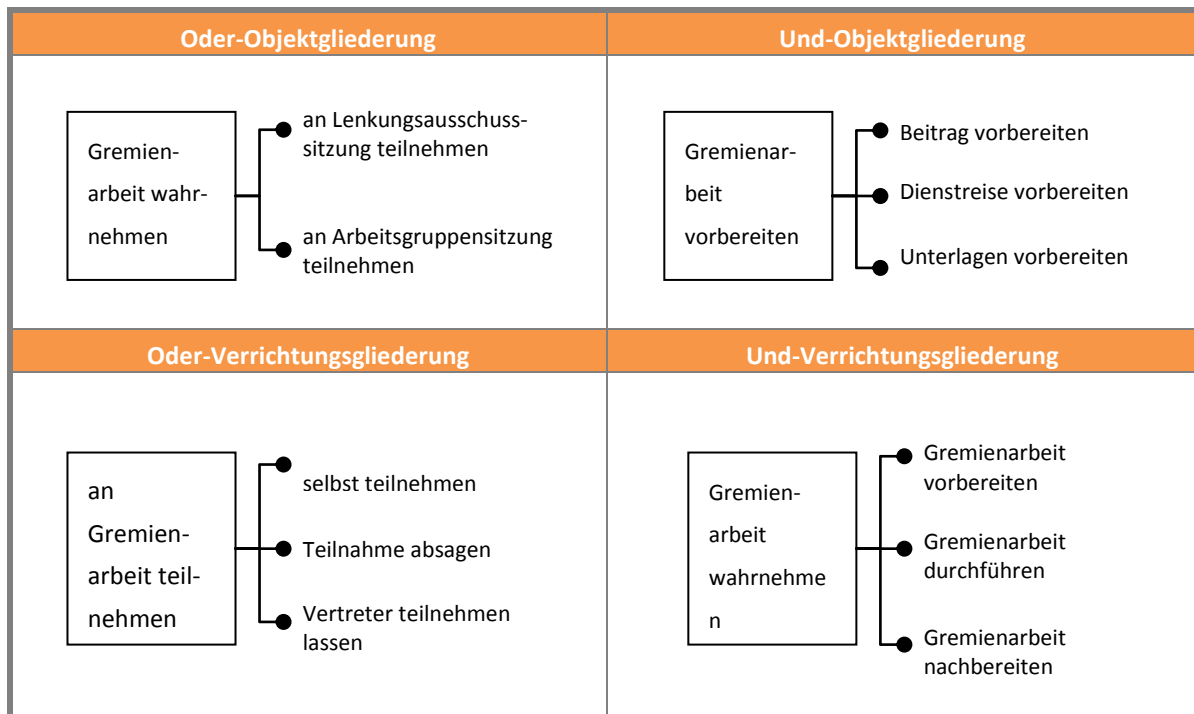 Oder-Objektgliederung
Und-Objektgliederung
Gremien-
arbeit wahr-
nehmen
an Lenkungsausschuss-
sitzung teilnehmen
an Arbeitsgruppensitzung
teilnehmen
Gremienar-
beit
vorbereiten
Beitrag vorbereiten
Dienstreise vorbereiten
Unterlagen vorbereiten
Oder-Verrichtungsgliederung
Und-Verrichtungsgliederung
an
Gremien-
arbeit teil-
nehmen
selbst teilnehmen
Teilnahme absagen
Vertreter teilnehmen
lassen
Gremien-
arbeit
wahrnehme
n
Gremienarbeit
vorbereiten
Gremienarbeit
durchführen
Gremienarbeit
nachbereiten